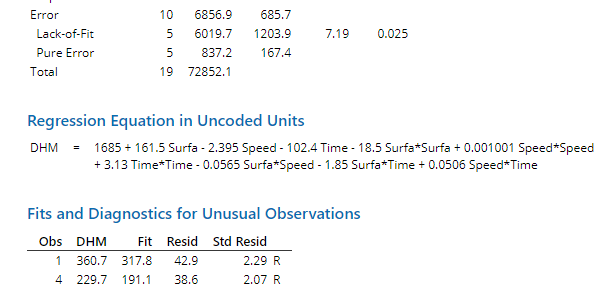 Error 10 6856.9 685.7
Lack-of-Fit 5 6019.7 1203.9 7.19 0.025
Pure Error 5 837.2 167.4
Total 19 72852.1
Regression Equation in Uncoded Units
DHM = 1685 + 161.5 Surfa - 2.395 Speed - 102.4 Time - 18.5 Surfa*Surfa + 0.001001 Speed*Speed
+ 3.13 Time*Time - 0.0565 Surfa*Speed - 1.85 Surfa*Time + 0.0506 Speed*Time
Fits and Diagnostics for Unusual Observations
Obs DHM Fit Resid Std Resid
1 360.7 317.8 42.9 2.29 R
4 229.7 191.1 38.6 2.07 R